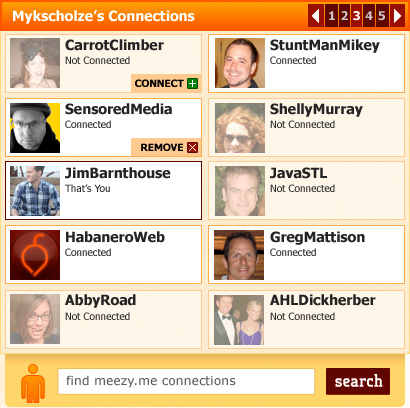 Mykscholze's Connections
1 2 3 4 5
CarrotClimber
Not Connected
CONNECT
StuntManMikey
Connected
SensoredMedia
Connected
REMOVE
ShellyMurray
Not Connected
JimBarnthouse
That's You
JavaSTL
Not Connected
HabaneroWeb
Connected
GregMattison
Connected
AbbyRoad
Not Connected
AHLDickherber
Not Connected
find meezy.me connections
search